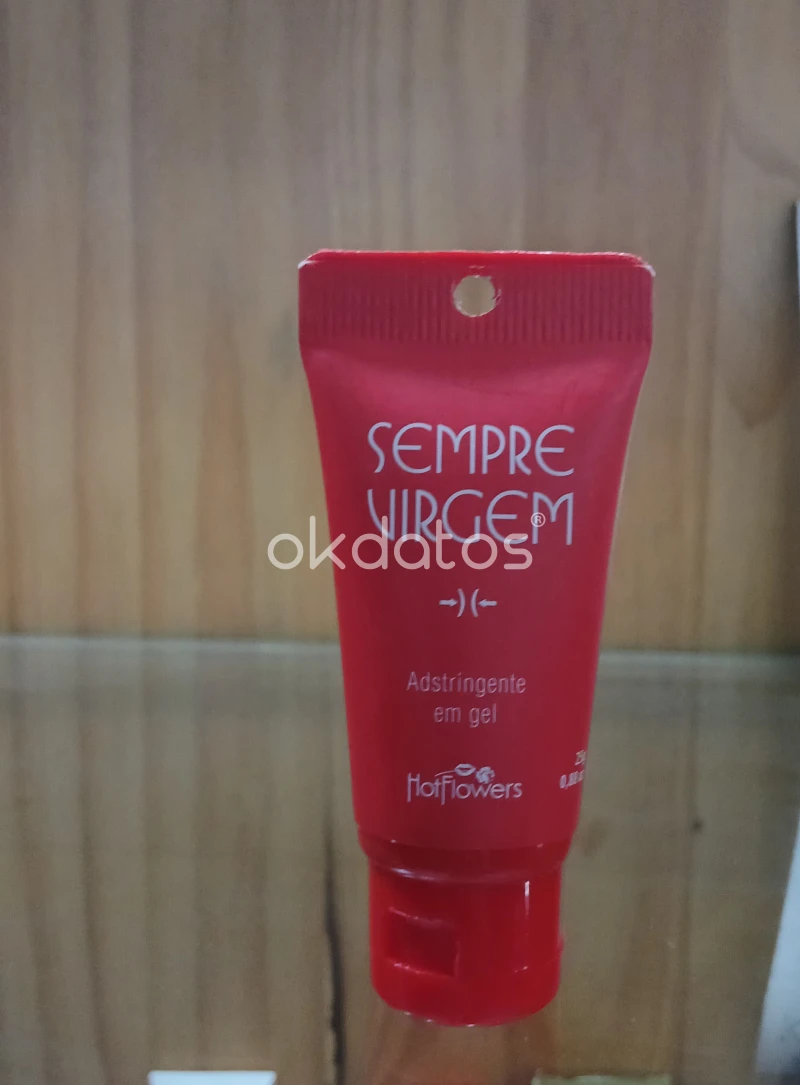 SEMPRE
VIRGEM
okdatos®
Adstringente
em gel
HotFlowers